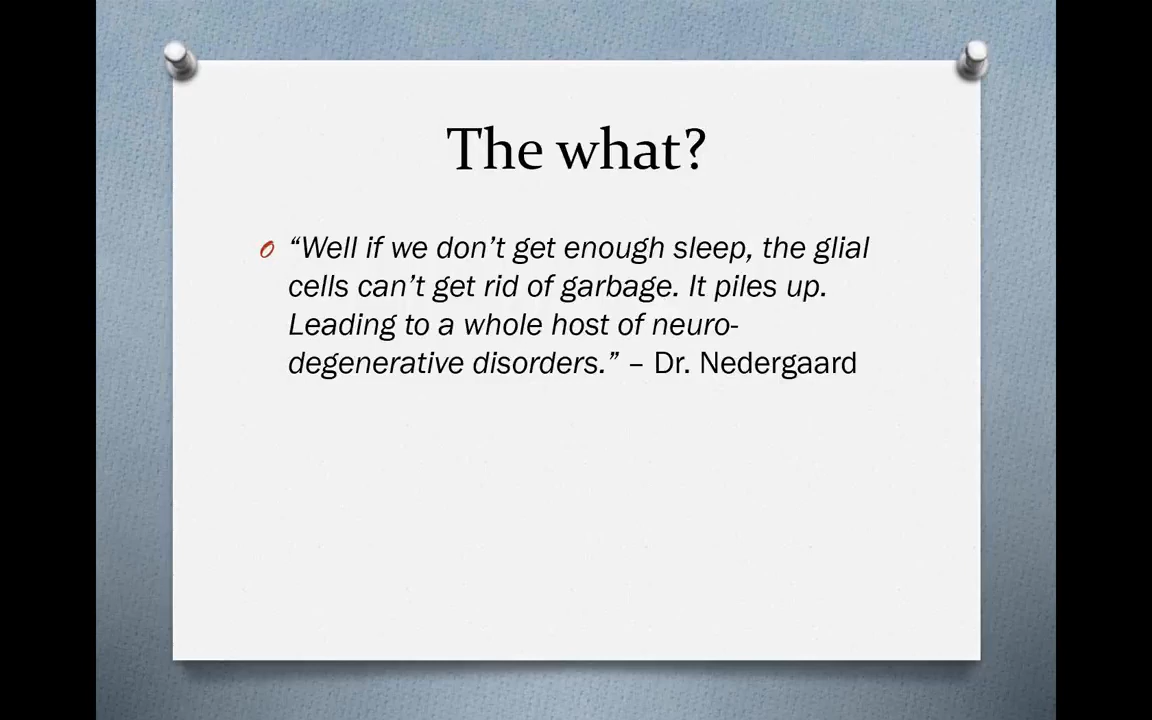 The what?
“Well if we don’t get enough sleep, the glial
cells can’t get rid of garbage. It piles up.
Leading to a whole host of neuro-
degenerative disorders.” – Dr. Nedergaard